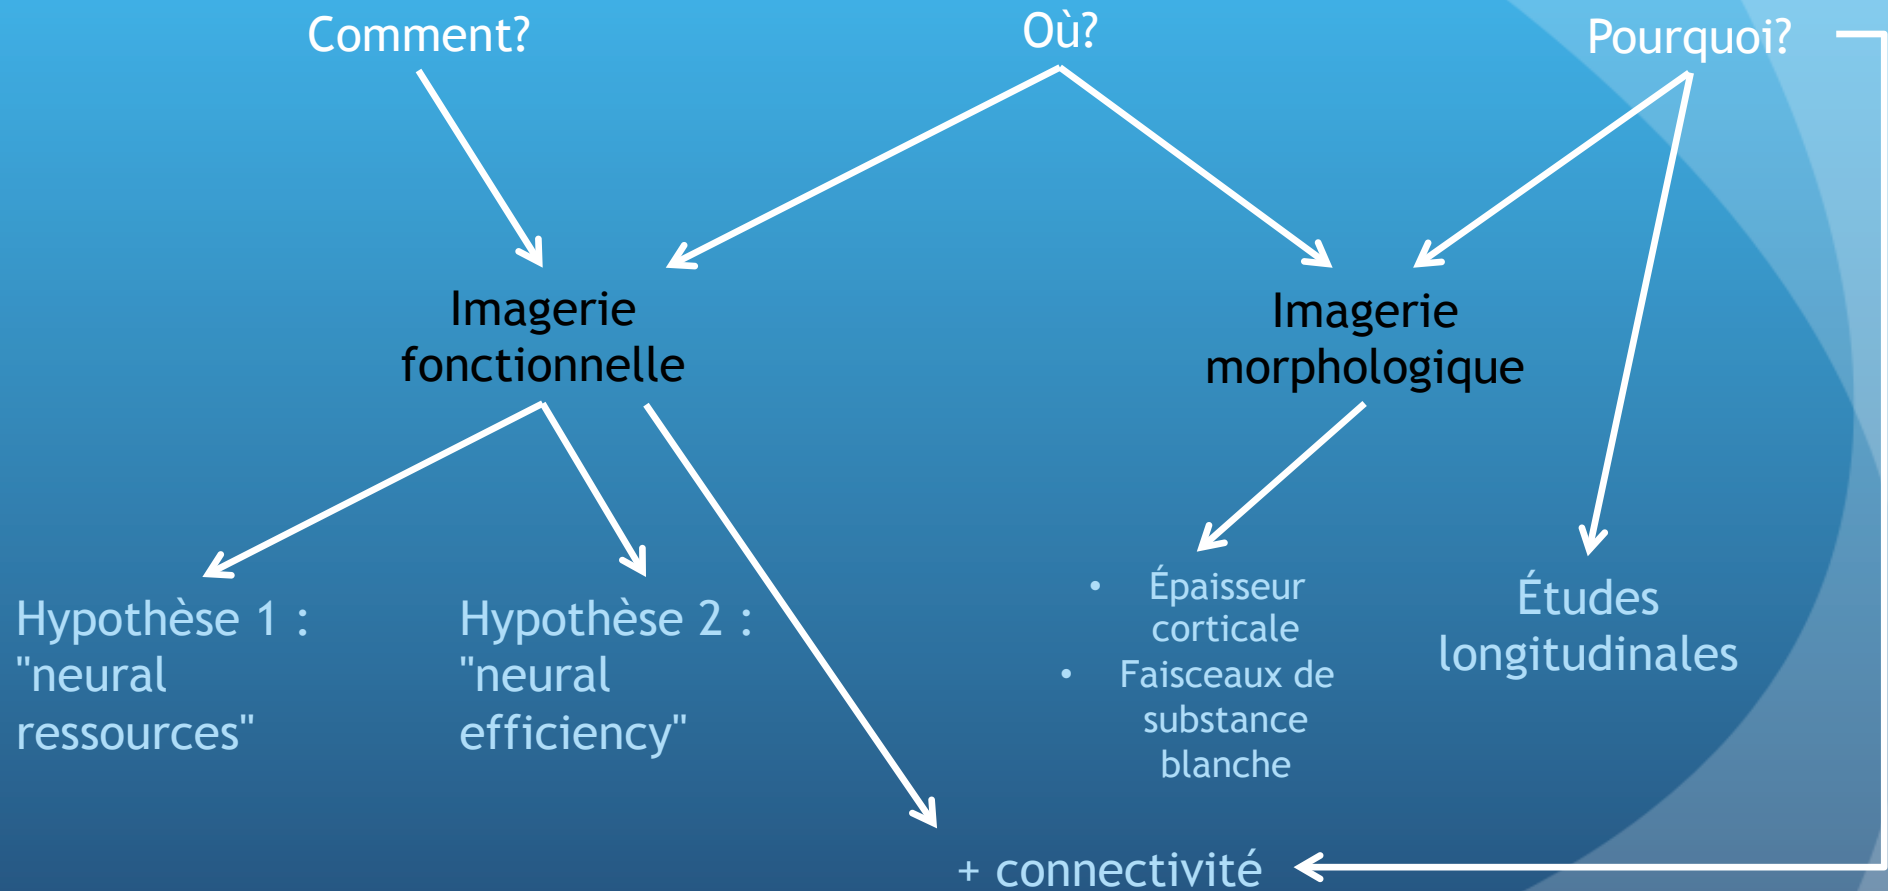 Comment?
Où?
Pourquoi?
Imagerie
fonctionnelle
Imagerie
morphologique
Hypothèse 1 :
"neural
ressources"
Hypothèse 2 :
"neural
efficiency"
• Épaisseur
corticale
• Faisceaux de
substance
blanche
Études
longitudinales
+ connectivité